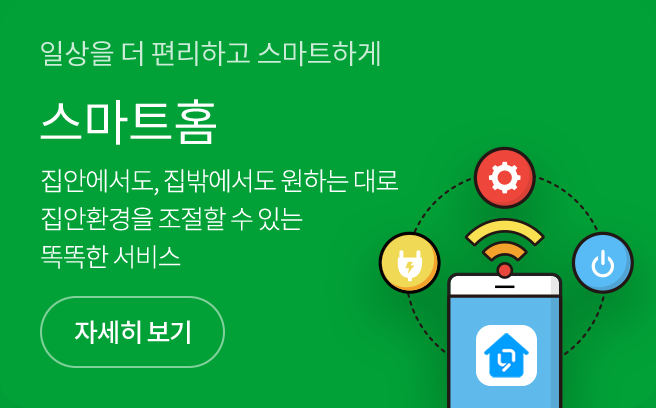 일상을 더 편리하고 스마트하게
스마트홈
집안에서도, 집밖에서도 원하는 대로
집안환경을 조절할 수 있는
똑똑한 서비스
자세히 보기